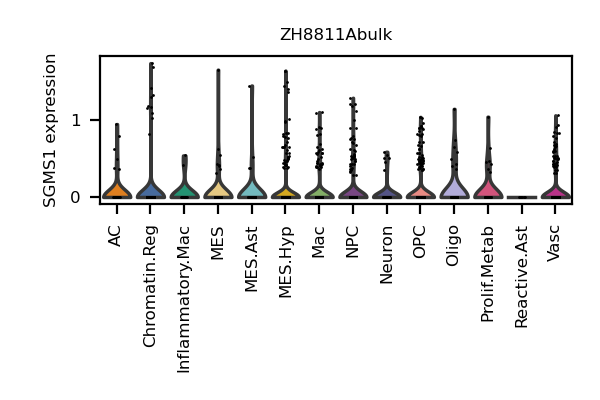 ZH8811Abulk
SGMS1 expression
1
0
AC
Chromatin.Reg
Inflammatory.Mac
MES
MES.Ast
MES.Hyp
Mac
NPC
Neuron
OPC
Oligo
Prolif.Metab
Reactive.Ast
Vasc